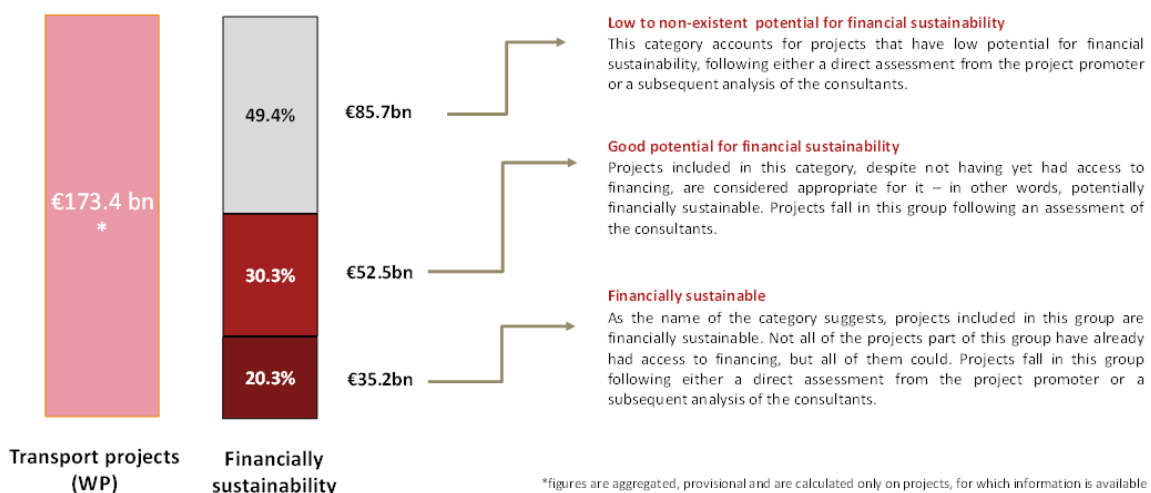 Low to non-existent potential for financial sustainability
This category accounts for projects that have low potential for financial
sustainability, following either a direct assessment from the project promoter
or a subsequent analysis of the consultants.
49.4%
€85.7bn
Good potential for financial sustainability
Projects included in this category, despite not having yet had access to
financing, are considered appropriate for it – in other words, potentially
financially sustainable. Projects fall in this group following an assessment of
the consultants.
€173.4 bn
*
30.3%
€52.5bn
Financially sustainable
As the name of the category suggests, projects included in this group are
financially sustainable. Not all of the projects part of this group have already
had access to financing, but all of them could. Projects fall in this group
following either a direct assessment from the project promoter or a
subsequent analysis of the consultants.
20.3%
€35.2bn
Transport projects
(WP)
Financially
sustainability
*figures are aggregated, provisional and are calculated only on projects, for which information is available